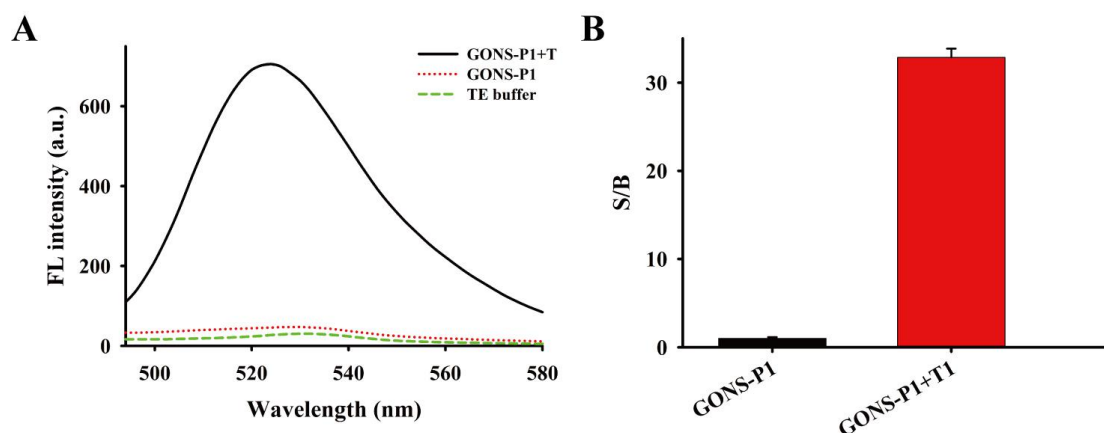 A
GONS-P1+T
GONS-P1
TE buffer
FL intensity (a.u.)
600
400
200
0
500
520
540
560
580
Wavelength (nm)
B
S/B
30
20
10
0
GONS-P1
GONS-P1+T1